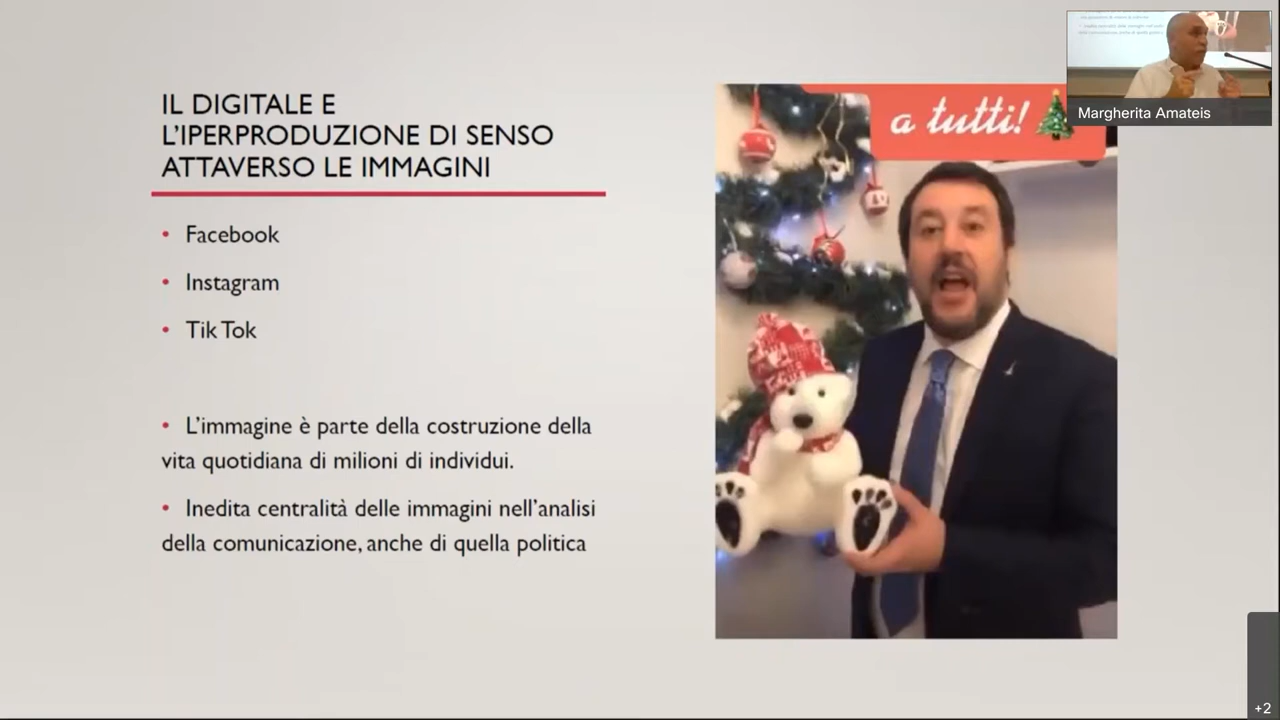 IL DIGITALE E
L'IPERPRODUZIONE DI SENSO
ATTAVERSO LE IMMAGINI
• Facebook
• Instagram
• Tik Tok
• L'immagine è parte della costruzione della
vita quotidiana di milioni di individui.
• Inedita centralità delle immagini nell'analisi
della comunicazione, anche di quella politica
a tutti!
Margherita Amateis
+2